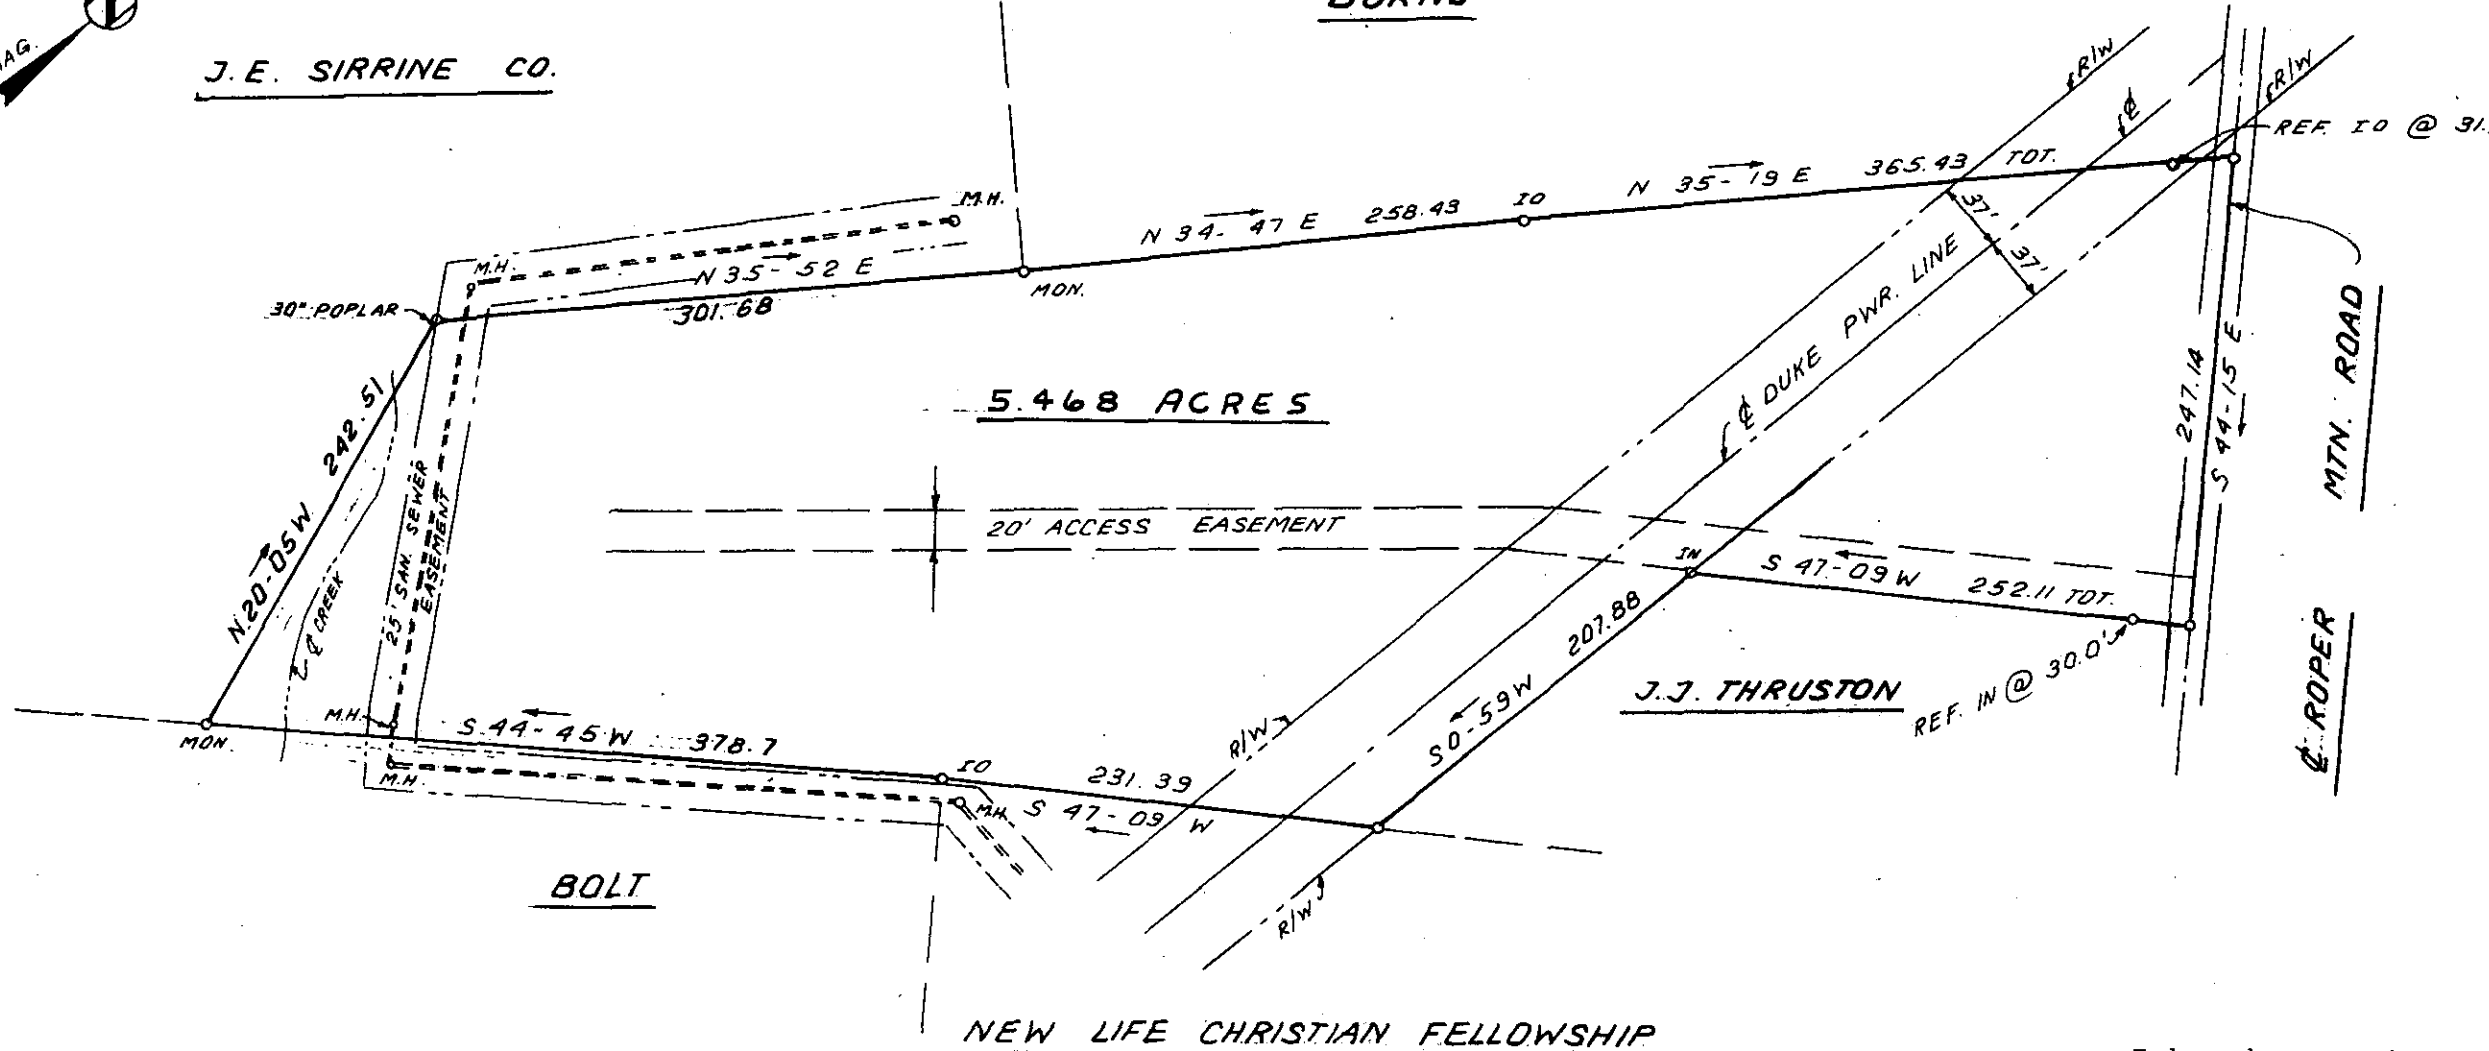 MAG.
J.E. SIRRINE CO.
BURNS
R/W
℄
R/W
REF. IO @ 31.
M.H.
M.H.
N 35-52 E
301.68
30" POPLAR
MON.
N 34-47 E 258.43
IO
N 35-19 E 365.43 TOT.
37'
37'
℄ DUKE PWR. LINE
247.14
S 44-15 E
MTN. ROAD
℄ ROPER
5.468 ACRES
N.20-05W 242.51
℄ CREEK
25' SAN. SEWER
EASEMENT
20' ACCESS EASEMENT
IN
S 47-09 W 252.11 TOT.
REF. IN @ 30.0'
J.J. THRUSTON
S 0-59 W 207.88
R/W
R/W
MON.
M.H.
M.H.
S 44-45 W 378.7
IO
M.H.
231.39
S 47-09 W
BOLT
NEW LIFE CHRISTIAN FELLOWSHIP